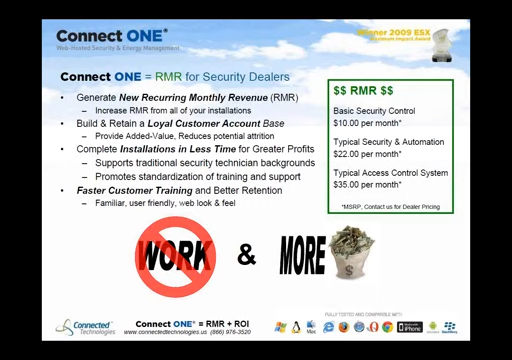 Connect ONE*
Web-Hosted Security & Energy Management
Winner 2009 ESX
Maximum Impact Award
Connect ONE = RMR for Security Dealers
• Generate New Recurring Monthly Revenue (RMR)
– Increase RMR from all of your installations
• Build & Retain a Loyal Customer Account Base
– Provide Added-Value, Reduces potential attrition
• Complete Installations in Less Time for Greater Profits
– Supports traditional security technician backgrounds
– Promotes standardization of training and support
• Faster Customer Training and Better Retention
– Familiar, user friendly, web look & feel
$$ RMR $$
Basic Security Control
$10.00 per month*
Typical Security & Automation
$22.00 per month*
Typical Access Control System
$35.00 per month*
*MSRP, Contact us for Dealer Pricing
WORK & MORE
$
Connected
Technologies
Connect ONE* = RMR + ROI
www.connectedtechnologies.us (866) 976-3520
FULLY TESTED AND COMPATIBLE WITH
Mac
iPhone
BlackBerry